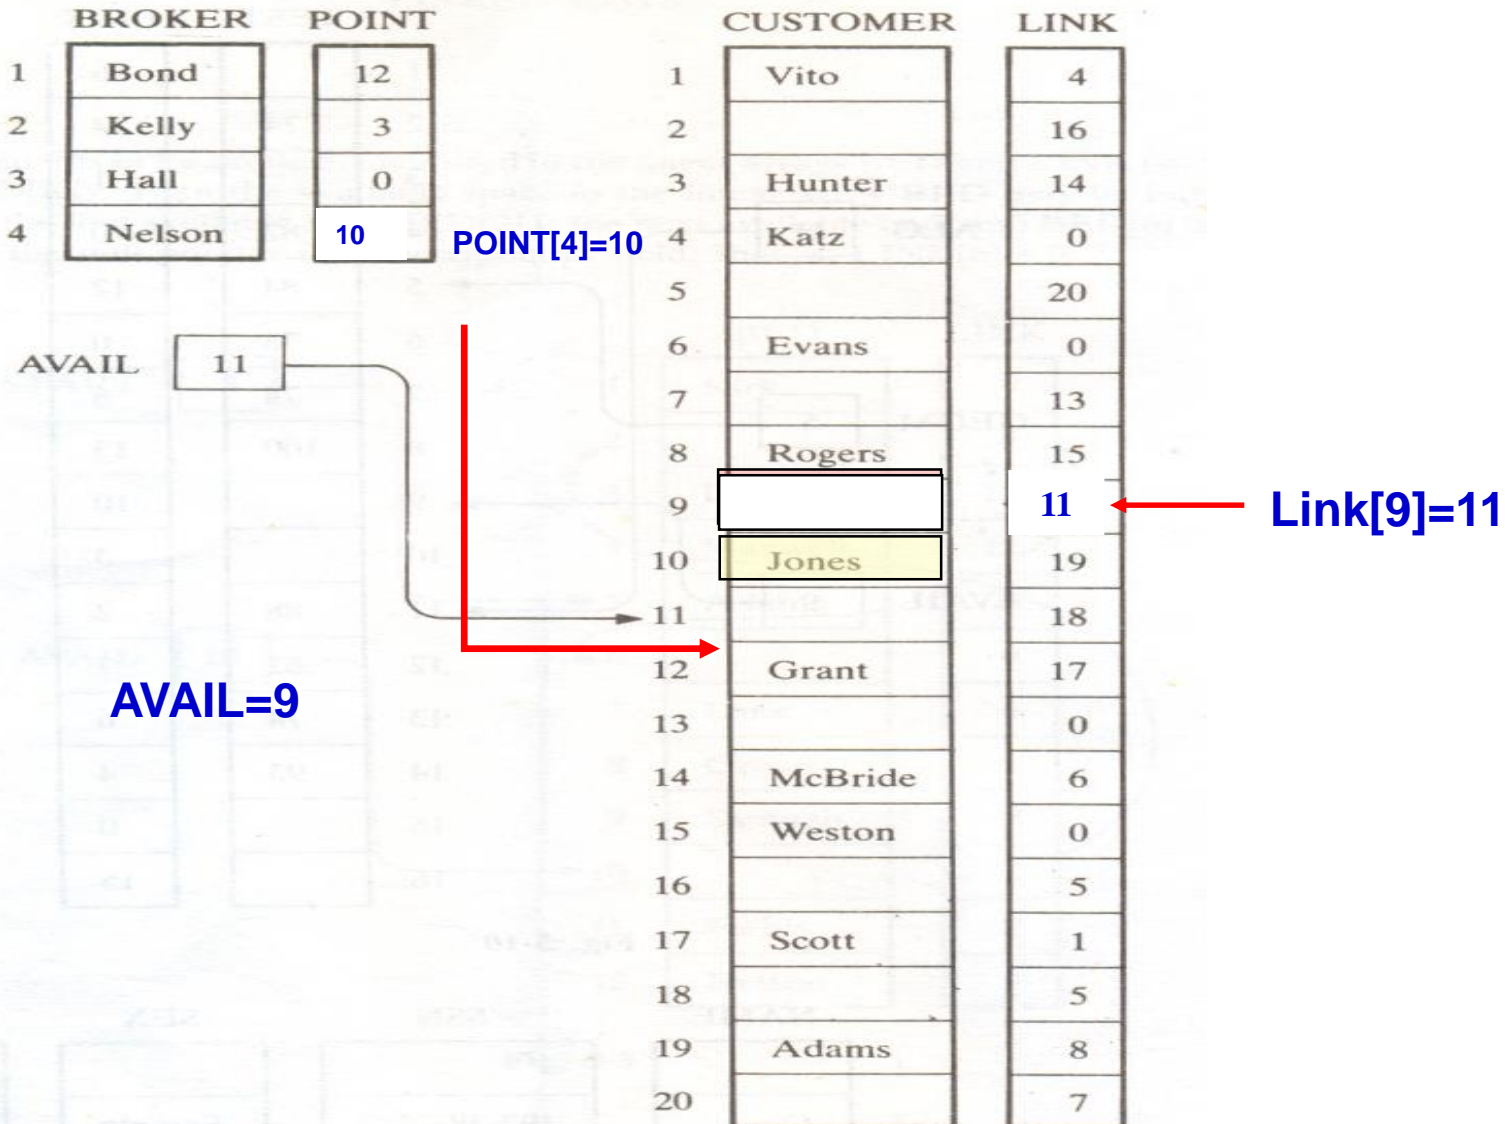 BROKER POINT CUSTOMER LINK
1 Bond 12 1 Vito 4
2 Kelly 3 2 16
3 Hall 0 3 Hunter 14
4 Nelson 10 POINT[4]=10 4 Katz 0
5 20
AVAIL 11 6 Evans 0
7 13
8 Rogers 15
9 11 Link[9]=11
10 Jones 19
11 18
12 Grant 17
AVAIL=9
13 0
14 McBride 6
15 Weston 0
16 5
17 Scott 1
18 5
19 Adams 8
20 7